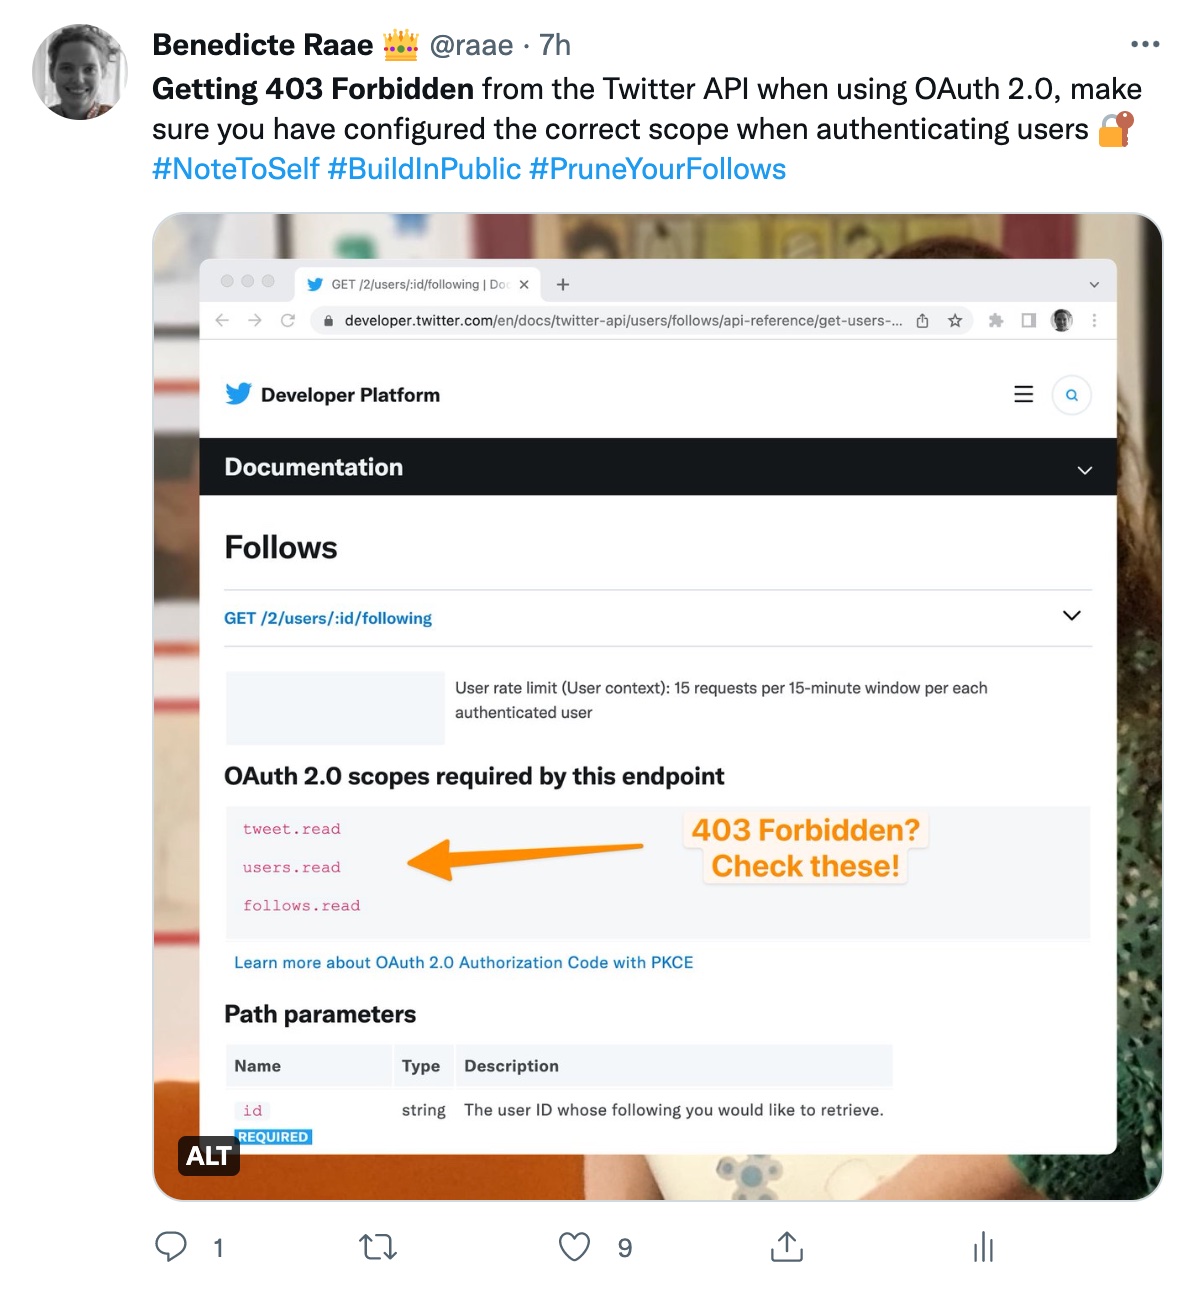 Benedicte Raae 👑 @raae · 7h
Getting 403 Forbidden from the Twitter API when using OAuth 2.0, make
sure you have configured the correct scope when authenticating users 🔐
#NoteToSelf #BuildInPublic #PruneYourFollows
GET /2/users/:id/following | Doc
developer.twitter.com/en/docs/twitter-api/users/follows/api-reference/get-users-...
Developer Platform
Documentation
Follows
GET /2/users/:id/following
User rate limit (User context): 15 requests per 15-minute window per each
authenticated user
OAuth 2.0 scopes required by this endpoint
tweet.read
users.read
follows.read
403 Forbidden?
Check these!
Learn more about OAuth 2.0 Authorization Code with PKCE
Path parameters
Name Type Description
id string The user ID whose following you would like to retrieve.
REQUIRED
ALT
1 9